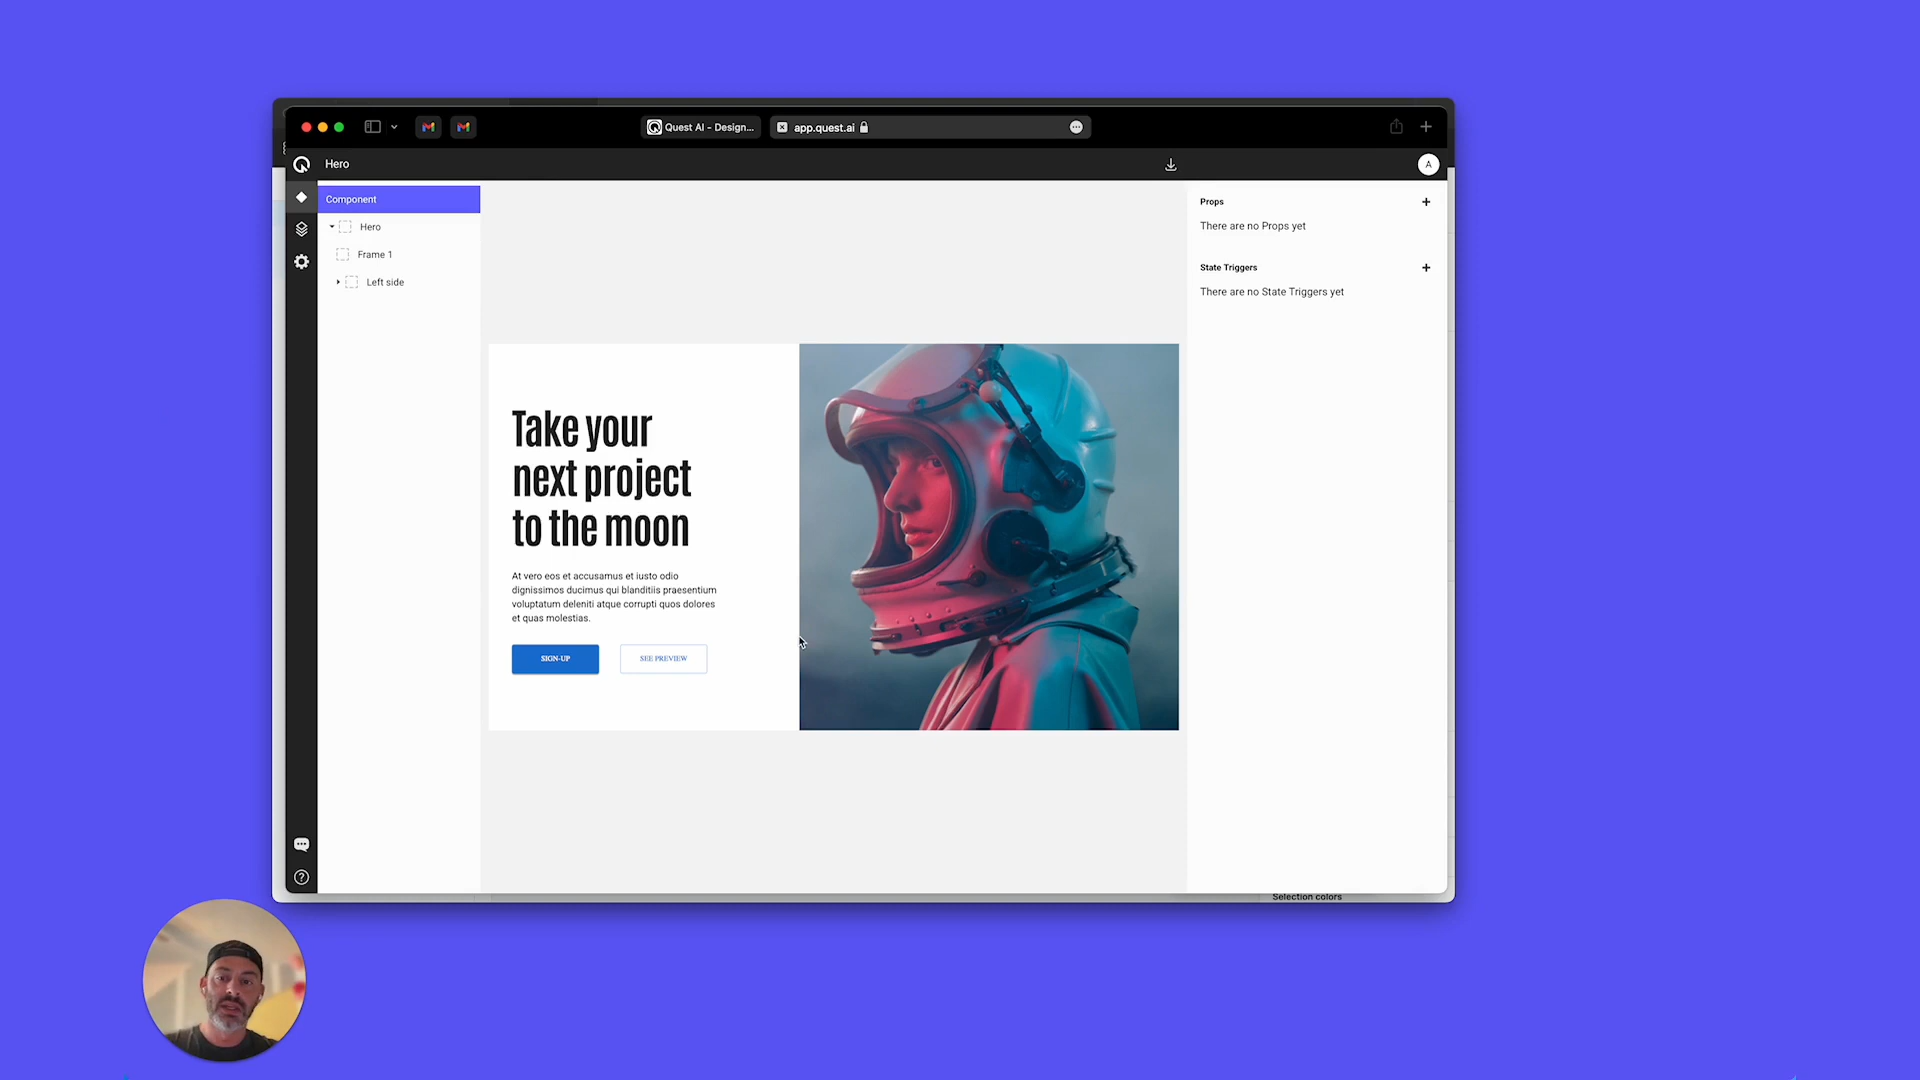 Quest AI - Design...
app.quest.ai
Hero
A
Component
Hero
Frame 1
Left side
Take your
next project
to the moon
At vero eos et accusamus et iusto odio
dignissimos ducimus qui blanditiis praesentium
voluptatum deleniti atque corrupti quos dolores
et quas molestias.
SIGN-UP
SEE PREVIEW
Props
There are no Props yet
State Triggers
There are no State Triggers yet
Selection colors